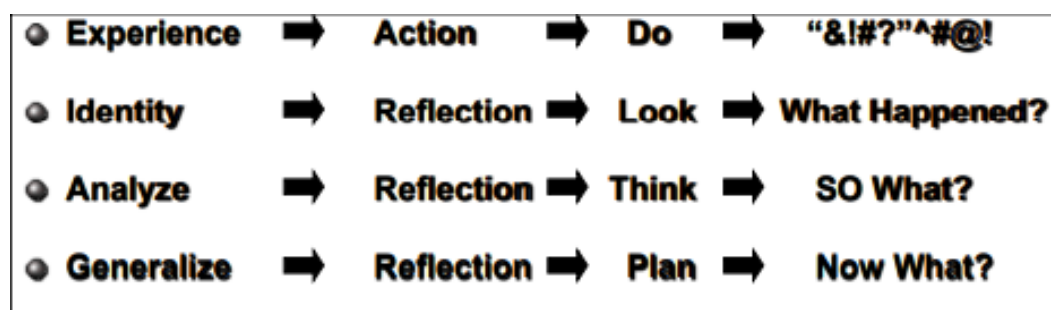 Experience ➡ Action ➡ Do ➡ “&!#?”^#@!
Identity ➡ Reflection ➡ Look ➡ What Happened?
Analyze ➡ Reflection ➡ Think ➡ SO What?
Generalize ➡ Reflection ➡ Plan ➡ Now What?